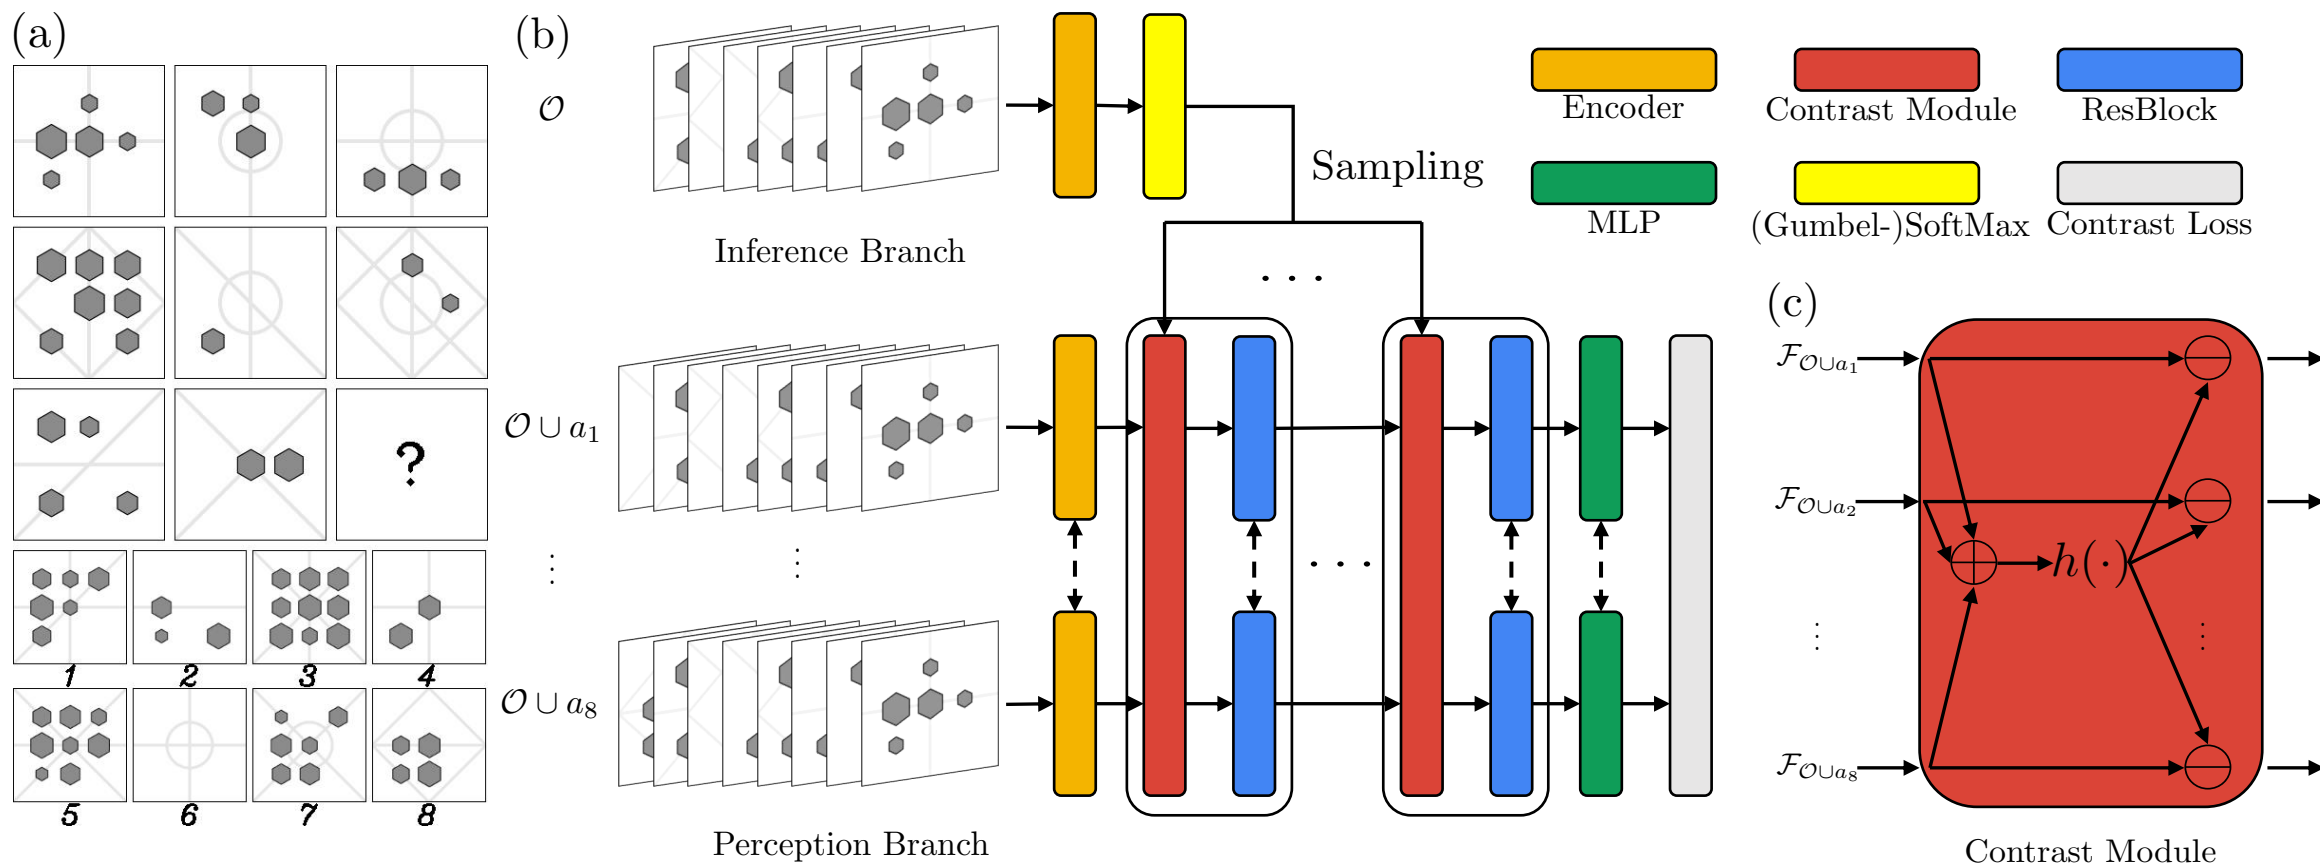 (a)
?
1 2 3 4
5 6 7 8
(b)
𝒪
Inference Branch
Sampling
. . .
Encoder
Contrast Module
ResBlock
MLP
(Gumbel-)SoftMax
Contrast Loss
𝒪 ∪ a₁
⋮
⋮
. . .
𝒪 ∪ a₈
Perception Branch
(c)
ℱ𝒪∪a₁
ℱ𝒪∪a₂
h(·)
⋮
⋮
ℱ𝒪∪a₈
Contrast Module